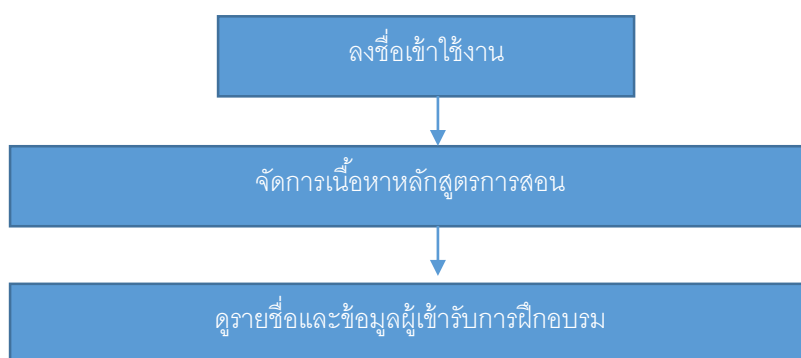 ลงชื่อเข้าใช้งาน
จัดการเนื้อหาหลักสูตรการสอน
ดูรายชื่อและข้อมูลผู้เข้ารับการฝึกอบรม